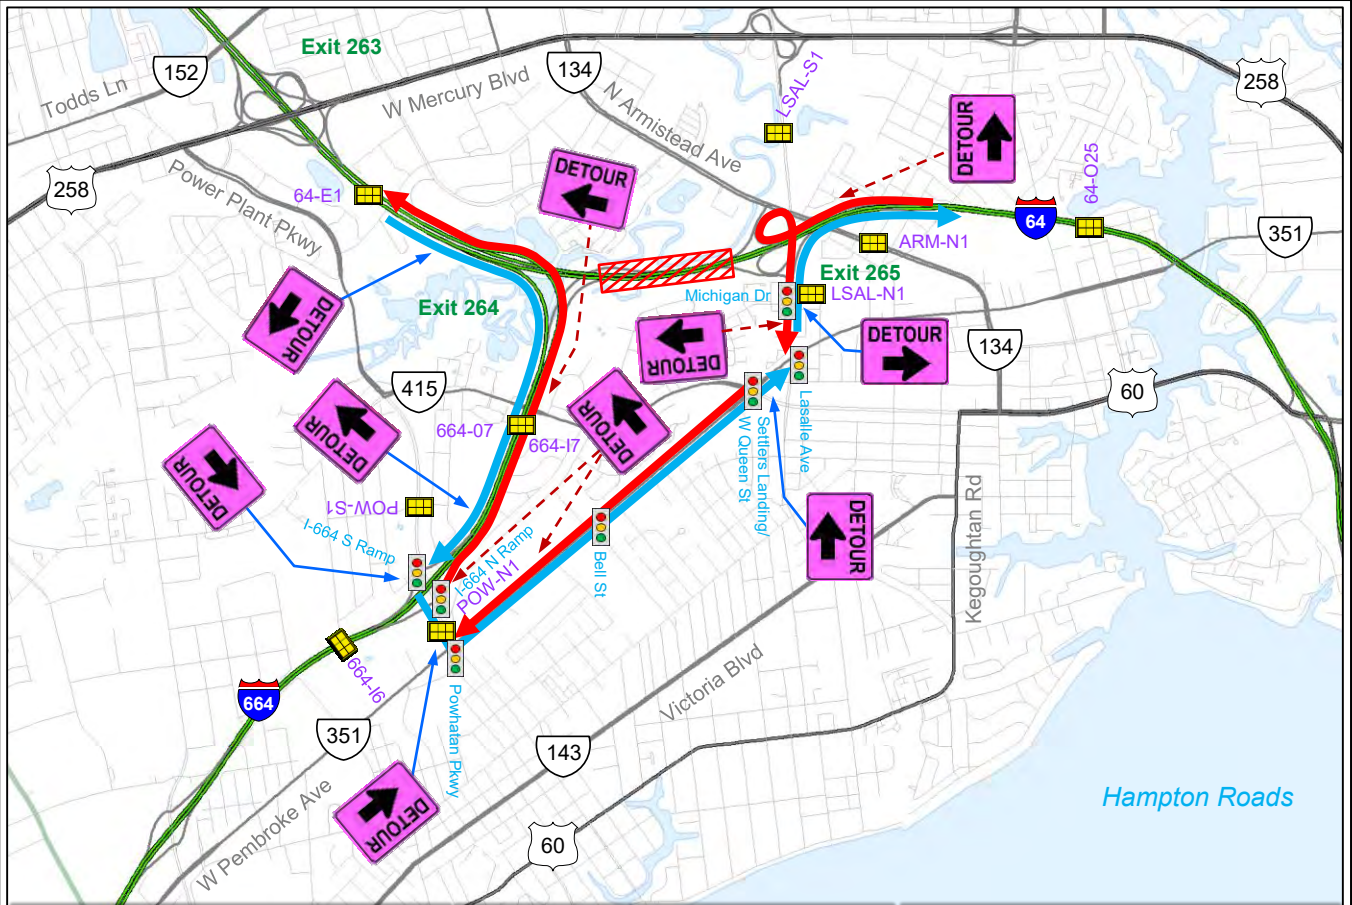 Exit 263
152
134
LSAL-S1
258
Todds Ln
W Mercury Blvd
N Armistead Ave
DETOUR
258
Power Plant Pkwy
64-E1
DETOUR
64-O25
64
351
ARM-N1
Exit 265
Michigan Dr
LSAL-N1
Exit 264
DETOUR
DETOUR
DETOUR
134
60
415
Lasalle Ave
DETOUR
DETOUR
664-07
664-I7
Settlers Landing/
W Queen St
DETOUR
POW-S1
I-664 S Ramp
I-664 N Ramp
POW-N1
Bell St
DETOUR
Kegoughtan Rd
664-I6
664
Powhatan Pkwy
Victoria Blvd
351
143
DETOUR
W Pembroke Ave
60
Hampton Roads